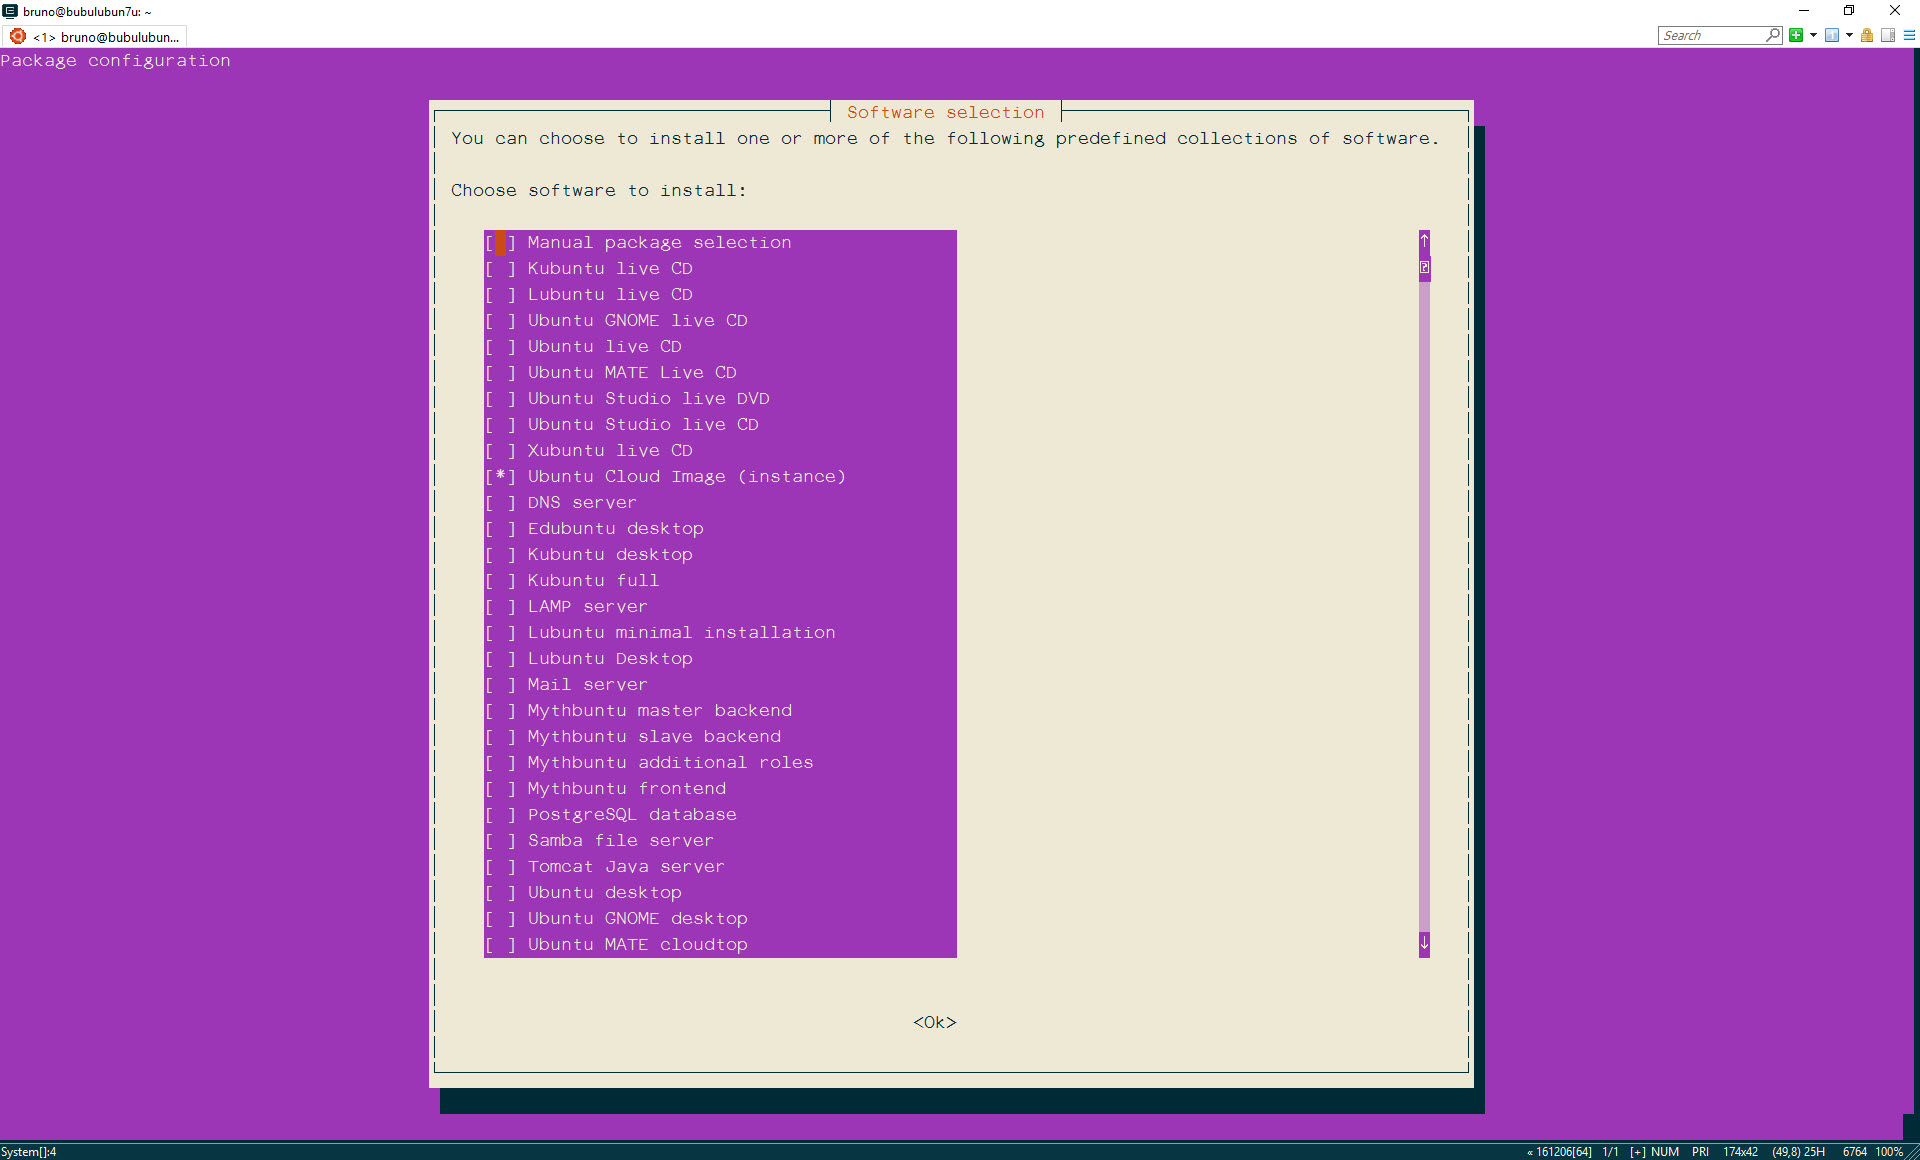 bruno@bubulubun7u: ~
<1> bruno@bubulubun...
Search
Package configuration
Software selection
You can choose to install one or more of the following predefined collections of software.
Choose software to install:
[ ] Manual package selection
[ ] Kubuntu live CD
[ ] Lubuntu live CD
[ ] Ubuntu GNOME live CD
[ ] Ubuntu live CD
[ ] Ubuntu MATE Live CD
[ ] Ubuntu Studio live DVD
[ ] Ubuntu Studio live CD
[ ] Xubuntu live CD
[*] Ubuntu Cloud Image (instance)
[ ] DNS server
[ ] Edubuntu desktop
[ ] Kubuntu desktop
[ ] Kubuntu full
[ ] LAMP server
[ ] Lubuntu minimal installation
[ ] Lubuntu Desktop
[ ] Mail server
[ ] Mythbuntu master backend
[ ] Mythbuntu slave backend
[ ] Mythbuntu additional roles
[ ] Mythbuntu frontend
[ ] PostgreSQL database
[ ] Samba file server
[ ] Tomcat Java server
[ ] Ubuntu desktop
[ ] Ubuntu GNOME desktop
[ ] Ubuntu MATE cloudtop
<Ok>
System[]:4 « 161206[64] 1/1 [+] NUM PRI 174x42 (49,8) 25H 6764 100%